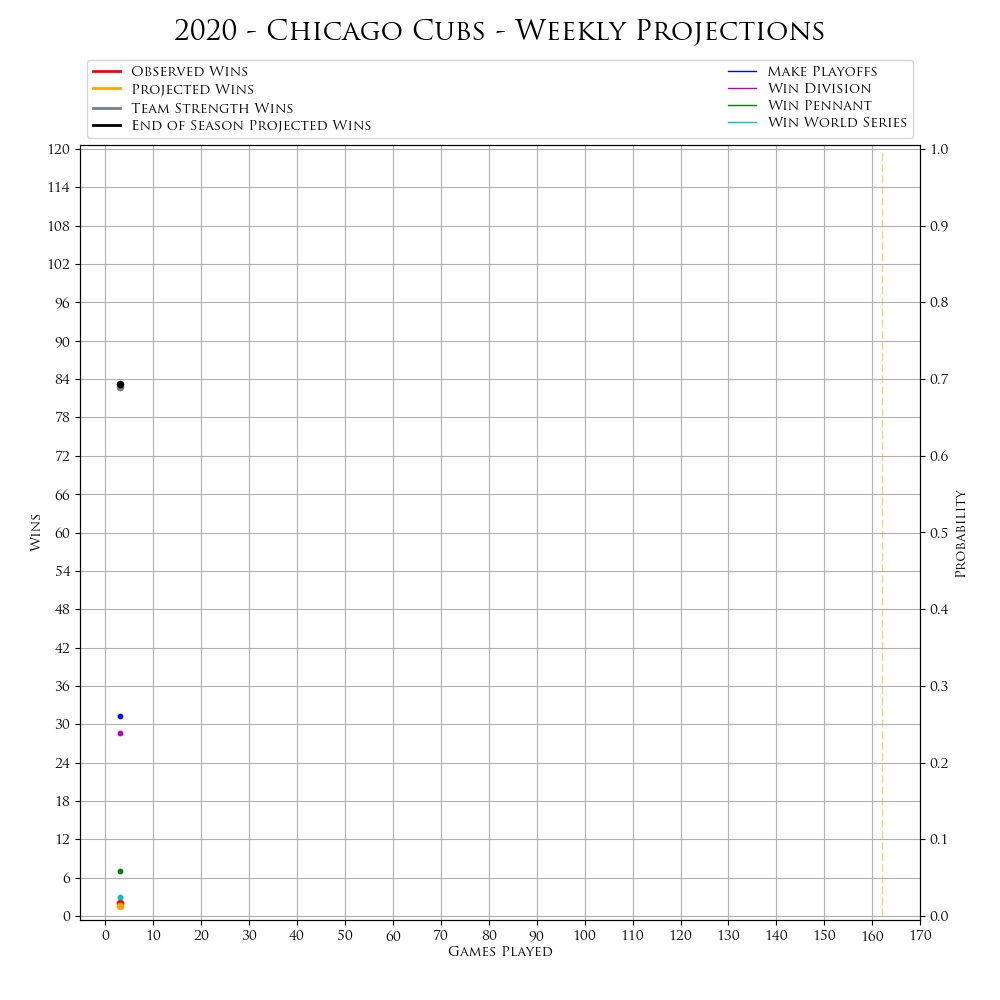 2020 - Chicago Cubs - Weekly Projections
Observed Wins
Projected Wins
Team Strength Wins
End of Season Projected Wins
Make Playoffs
Win Division
Win Pennant
Win World Series
120
114
108
102
96
90
84
78
72
66
60
54
48
42
36
30
24
18
12
6
0
Wins
1.0
0.9
0.8
0.7
0.6
0.5
0.4
0.3
0.2
0.1
0.0
Probability
0 10 20 30 40 50 60 70 80 90 100 110 120 130 140 150 160 170
Games Played